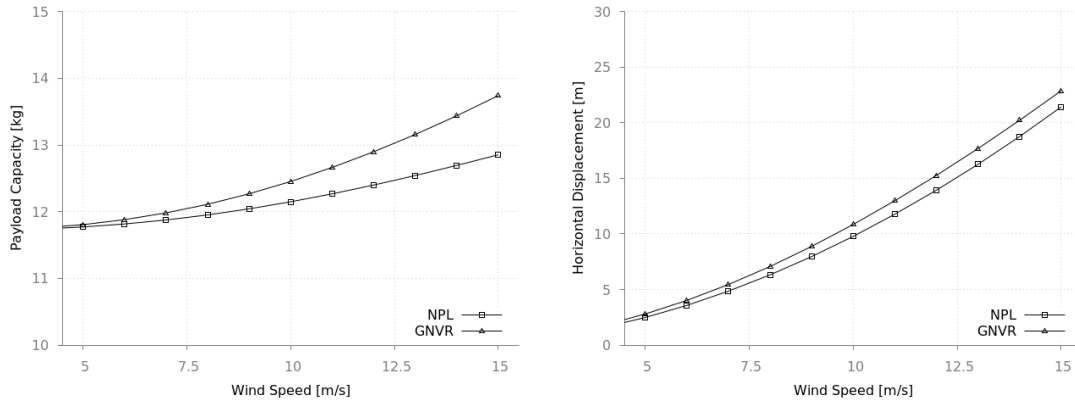 15
14
13
12
11
10
Payload Capacity [kg]
NPL
GNVR
5
7.5
10
12.5
15
Wind Speed [m/s]
30
25
20
15
10
5
0
Horizontal Displacement [m]
NPL
GNVR
5
7.5
10
12.5
15
Wind Speed [m/s]